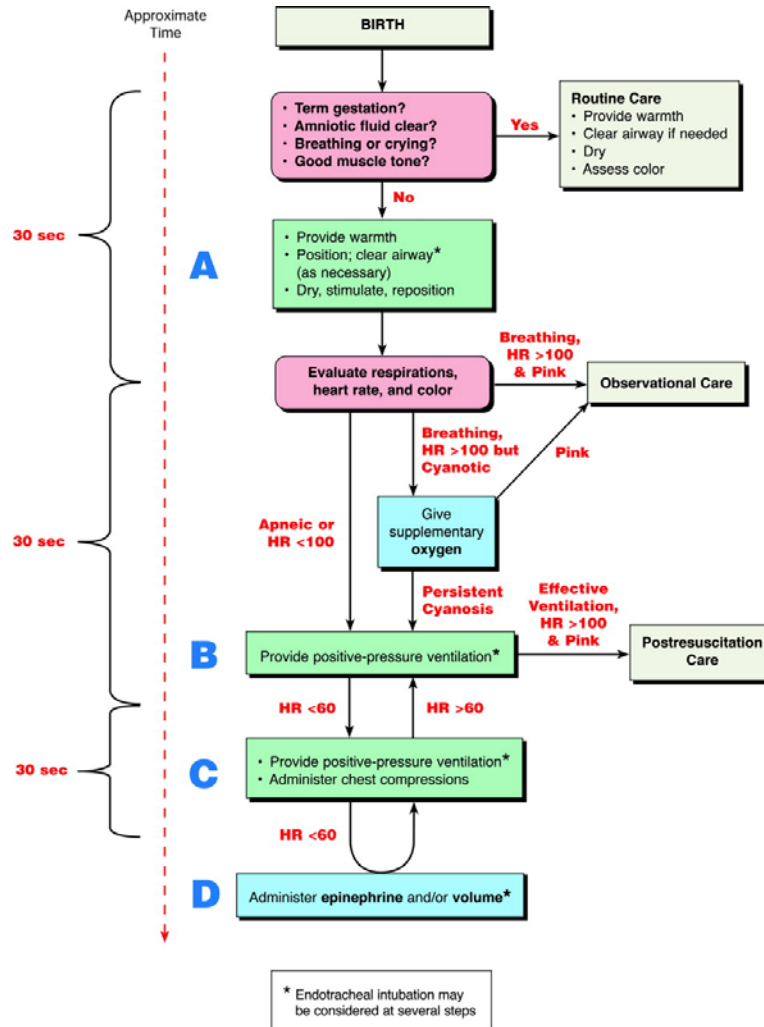 Approximate
Time
BIRTH
• Term gestation?
• Amniotic fluid clear?
• Breathing or crying?
• Good muscle tone?
Yes
Routine Care
• Provide warmth
• Clear airway if needed
• Dry
• Assess color
No
30 sec
A
• Provide warmth
• Position; clear airway*
(as necessary)
• Dry, stimulate, reposition
Breathing,
HR >100
& Pink
Evaluate respirations,
heart rate, and color
Observational Care
Breathing,
HR >100 but
Cyanotic
Pink
30 sec
Apneic or
HR <100
Give
supplementary
oxygen
Persistent
Cyanosis
Effective
Ventilation,
HR >100
& Pink
B
Provide positive-pressure ventilation*
Postresuscitation
Care
HR <60
HR >60
30 sec
C
• Provide positive-pressure ventilation*
• Administer chest compressions
HR <60
D
Administer epinephrine and/or volume*
* Endotracheal intubation may
be considered at several steps